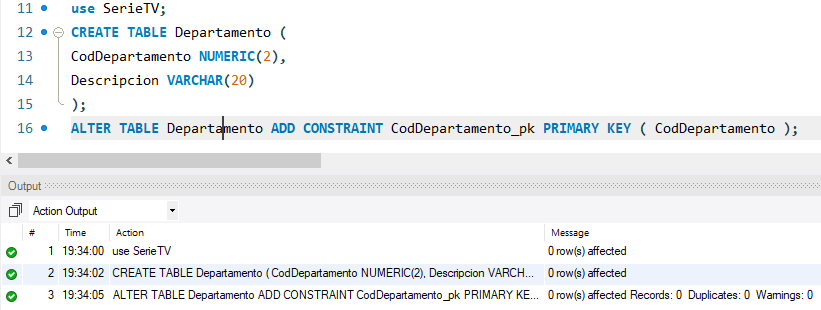 11 use SerieTV;
12 CREATE TABLE Departamento (
13 CodDepartamento NUMERIC(2),
14 Descripcion VARCHAR(20)
15 );
16 ALTER TABLE Departamento ADD CONSTRAINT CodDepartamento_pk PRIMARY KEY ( CodDepartamento );
Output
Action Output
# Time Action Message
1 19:34:00 use SerieTV 0 row(s) affected
2 19:34:02 CREATE TABLE Departamento ( CodDepartamento NUMERIC(2), Descripcion VARCH... 0 row(s) affected
3 19:34:05 ALTER TABLE Departamento ADD CONSTRAINT CodDepartamento_pk PRIMARY KE... 0 row(s) affected Records: 0 Duplicates: 0 Warnings: 0